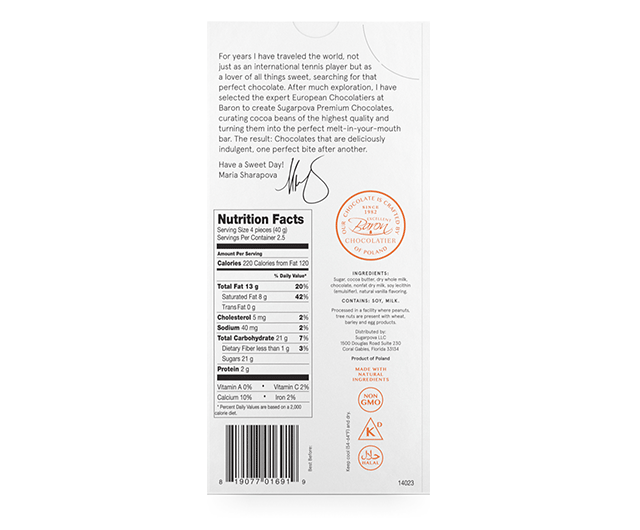 For years I have traveled the world, not
just as an international tennis player but as
a lover of all things sweet, searching for that
perfect chocolate. After much exploration, I have
selected the expert European Chocolatiers at
Baron to create Sugarpova Premium Chocolates,
curating cocoa beans of the highest quality and
turning them into the perfect melt-in-your-mouth
bar. The result: Chocolates that are deliciously
indulgent, one perfect bite after another.
Have a Sweet Day!
Maria Sharapova
Nutrition Facts
Serving Size 4 pieces (40 g)
Servings Per Container 2.5
Amount Per Serving
Calories 220 Calories from Fat 120
% Daily Value*
Total Fat 13 g 20%
Saturated Fat 8 g 42%
Trans Fat 0 g
Cholesterol 5 mg 2%
Sodium 40 mg 2%
Total Carbohydrate 21 g 7%
Dietary Fiber less than 1 g 3%
Sugars 21 g
Protein 2 g
Vitamin A 0% • Vitamin C 2%
Calcium 10% • Iron 2%
* Percent Daily Values are based on a 2,000
calorie diet.
8 19077 01691 9
Best Before:
OUR CHOCOLATE IS CRAFTED BY
SINCE
1982
EXCELLENT
Baron
CHOCOLATIER
OF POLAND
INGREDIENTS:
Sugar, cocoa butter, dry whole milk,
chocolate, nonfat dry milk, soy lecithin
(emulsifier), natural vanilla flavoring.
CONTAINS: SOY, MILK.
Processed in a facility where peanuts,
tree nuts are present with wheat,
barley and egg products.
Distributed by:
Sugarpova LLC
1500 Douglas Road Suite 230
Coral Gables, Florida 33134
Product of Poland
MADE WITH
NATURAL
INGREDIENTS
NON
GMO
K D
حلال
HALAL
Keep cool (54-64°F) and dry.
14023